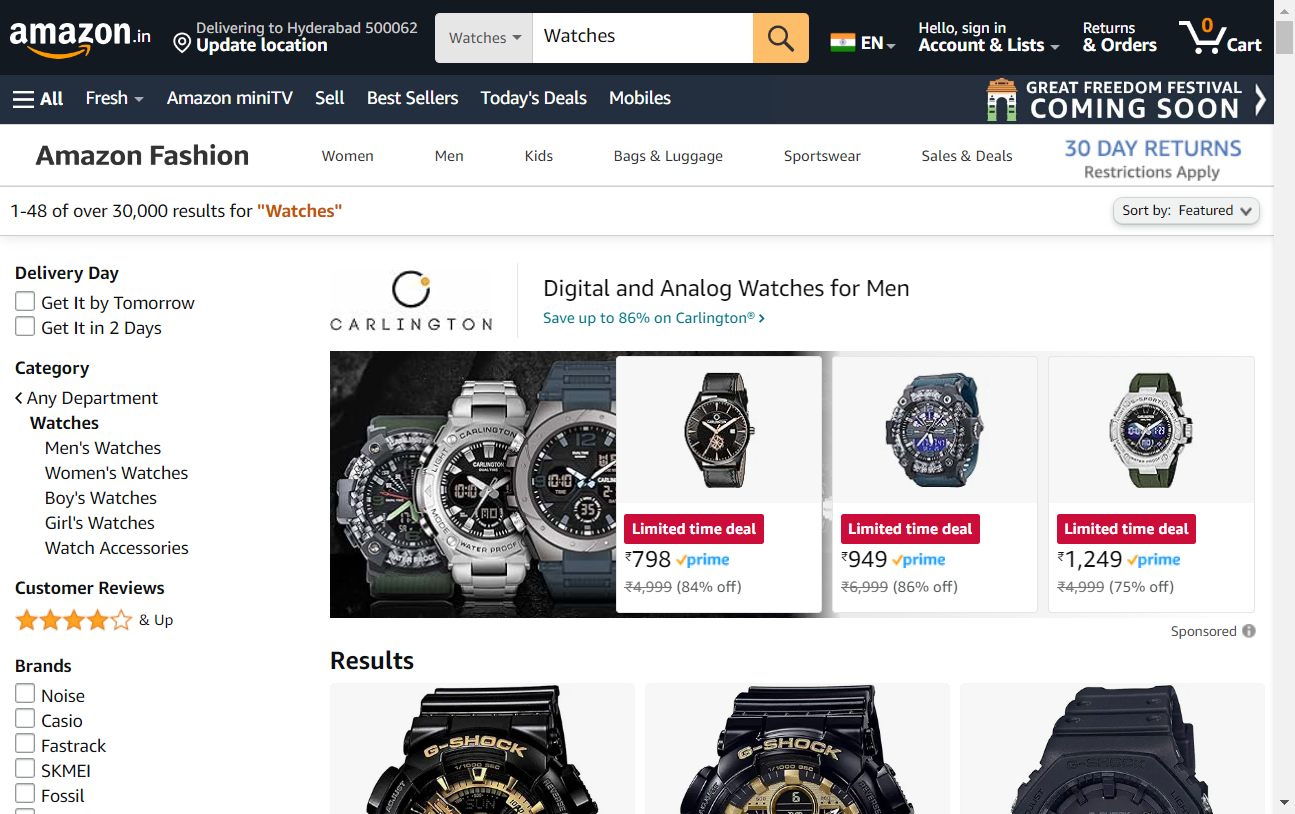 amazon.in
Delivering to Hyderabad 500062
Update location
Watches
Watches
EN
Hello, sign in
Account & Lists
Returns
& Orders
0
Cart
All
Fresh
Amazon miniTV
Sell
Best Sellers
Today's Deals
Mobiles
GREAT FREEDOM FESTIVAL
COMING SOON
Amazon Fashion
Women
Men
Kids
Bags & Luggage
Sportswear
Sales & Deals
30 DAY RETURNS
Restrictions Apply
1-48 of over 30,000 results for "Watches"
Sort by: Featured
Delivery Day
Get It by Tomorrow
Get It in 2 Days
Category
Any Department
Watches
Men's Watches
Women's Watches
Boy's Watches
Girl's Watches
Watch Accessories
Customer Reviews
& Up
Brands
Noise
Casio
Fastrack
SKMEI
Fossil
CARLINGTON
Digital and Analog Watches for Men
Save up to 86% on Carlington® ›
CARLINGTON
LIGHT
MODE
WATER PROOF
Limited time deal
₹798 prime
₹4,999 (84% off)
Limited time deal
₹949 prime
₹6,999 (86% off)
Limited time deal
₹1,249 prime
₹4,999 (75% off)
Sponsored
Results
G-SHOCK
G-SHOCK
G-SHOCK